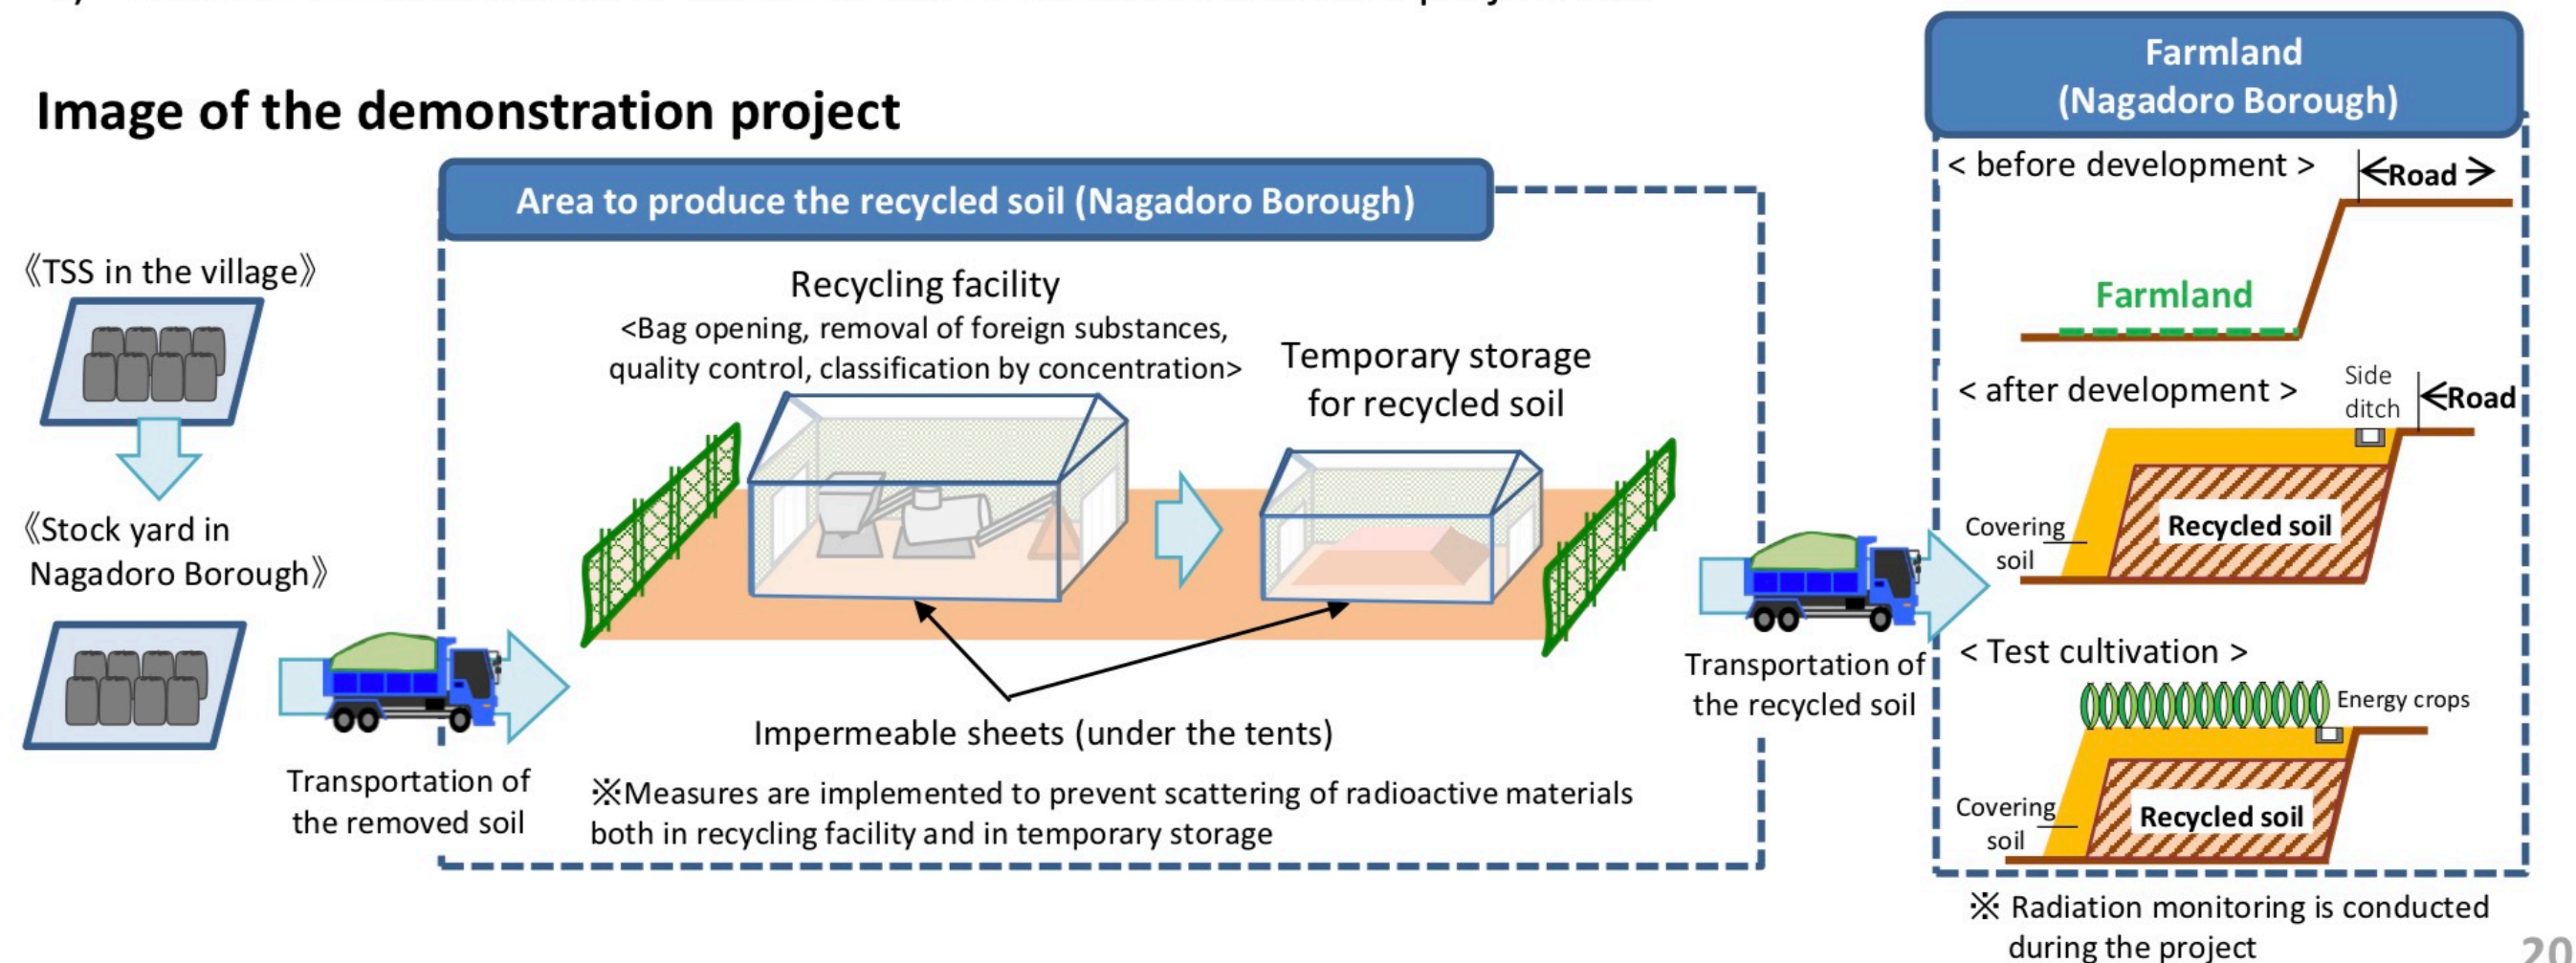 Image of the demonstration project
《TSS in the village》
《Stock yard in
Nagadoro Borough》
Transportation of
the removed soil
Area to produce the recycled soil (Nagadoro Borough)
Recycling facility
<Bag opening, removal of foreign substances,
quality control, classification by concentration>
Temporary storage
for recycled soil
Impermeable sheets (under the tents)
※Measures are implemented to prevent scattering of radioactive materials
both in recycling facility and in temporary storage
Transportation of
the recycled soil
Farmland
(Nagadoro Borough)
< before development >
Road
Farmland
< after development >
Side
ditch
Road
Covering
soil
Recycled soil
< Test cultivation >
Energy crops
Covering
soil
Recycled soil
※ Radiation monitoring is conducted
during the project
20